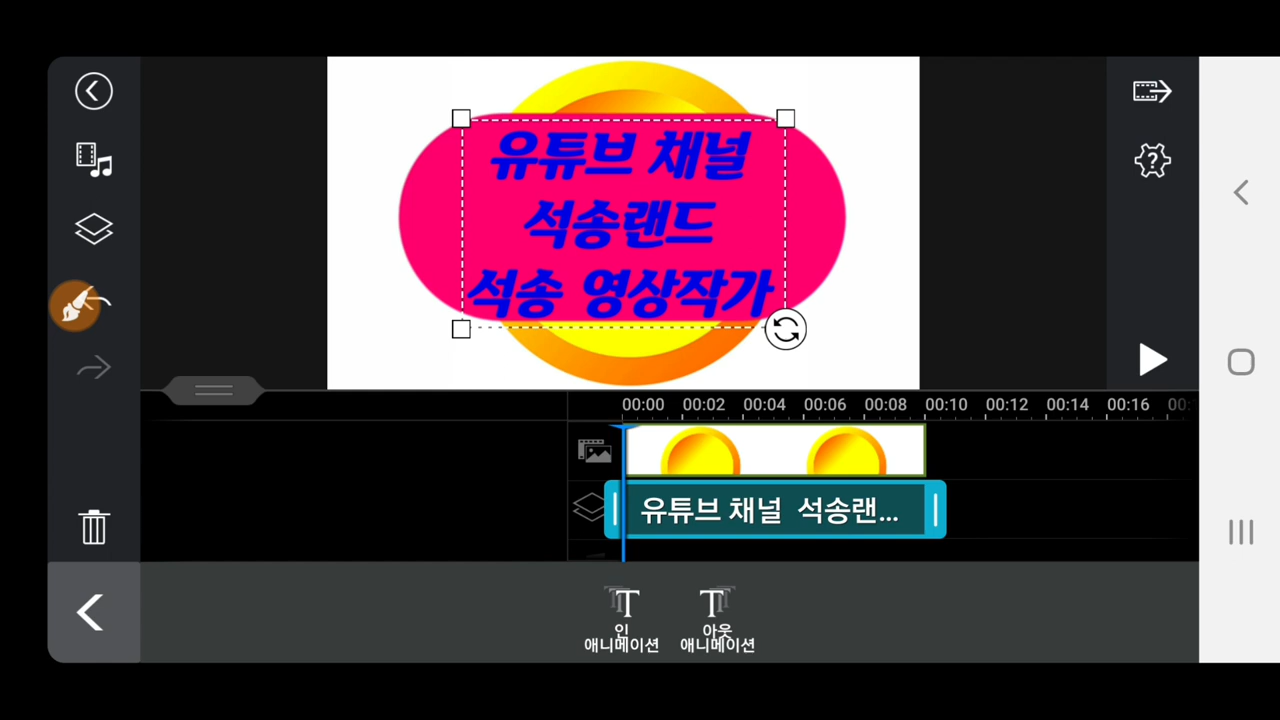 유튜브 채널
석송랜드
석송 영상작가
00:00 00:02 00:04 00:06 00:08 00:10 00:12 00:14 00:16
유튜브 채널 석송랜...
인
애니메이션
아웃
애니메이션